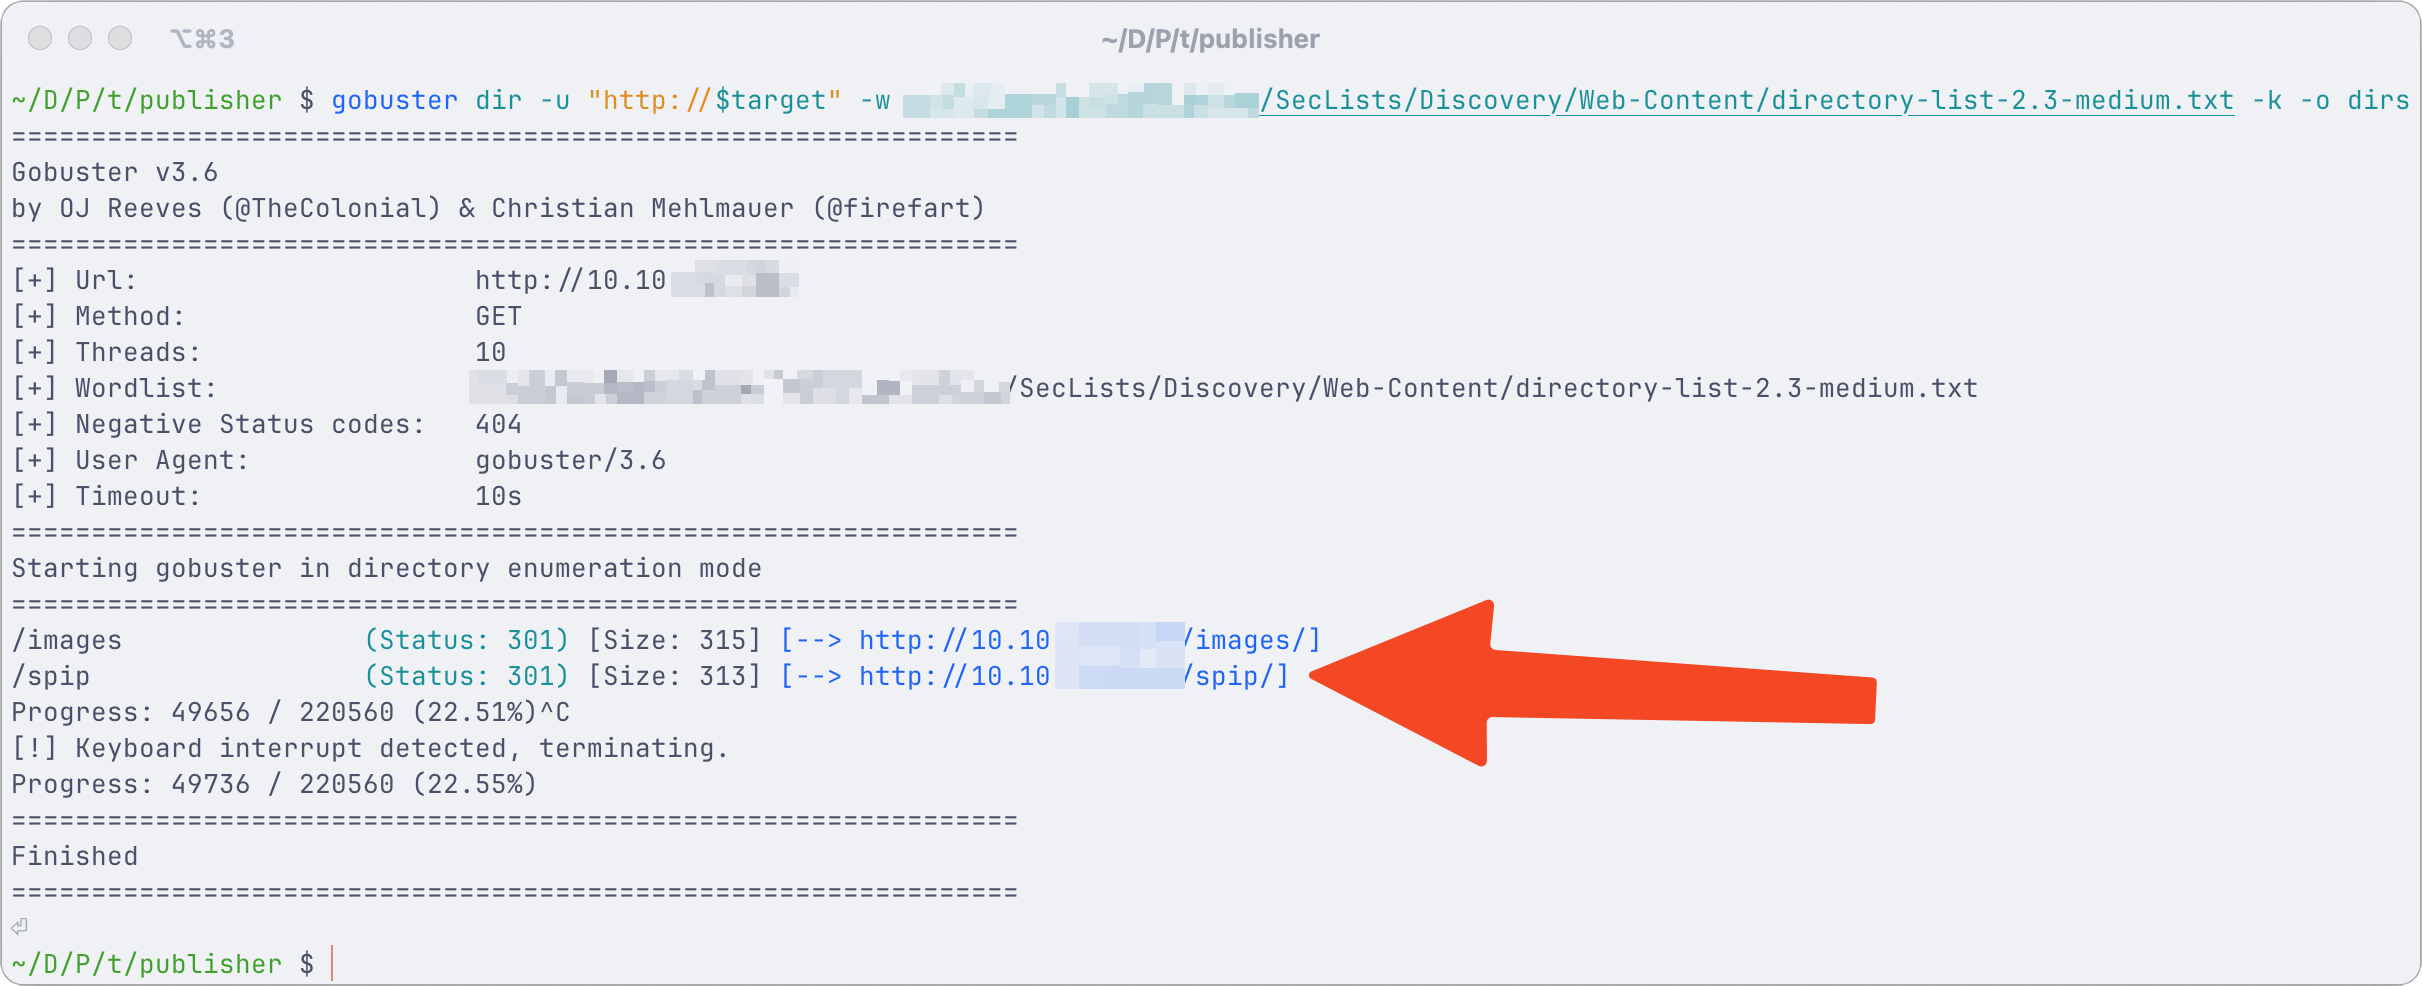 ⌥⌘3
~/D/P/t/publisher
~/D/P/t/publisher $ gobuster dir -u "http://$target" -w /SecLists/Discovery/Web-Content/directory-list-2.3-medium.txt -k -o dirs
===============================================================
Gobuster v3.6
by OJ Reeves (@TheColonial) & Christian Mehlmauer (@firefart)
===============================================================
[+] Url: http://10.10
[+] Method: GET
[+] Threads: 10
[+] Wordlist: /SecLists/Discovery/Web-Content/directory-list-2.3-medium.txt
[+] Negative Status codes: 404
[+] User Agent: gobuster/3.6
[+] Timeout: 10s
===============================================================
Starting gobuster in directory enumeration mode
===============================================================
/images (Status: 301) [Size: 315] [--> http://10.10 /images/]
/spip (Status: 301) [Size: 313] [--> http://10.10 /spip/]
Progress: 49656 / 220560 (22.51%)^C
[!] Keyboard interrupt detected, terminating.
Progress: 49736 / 220560 (22.55%)
===============================================================
Finished
===============================================================
⏎
~/D/P/t/publisher $